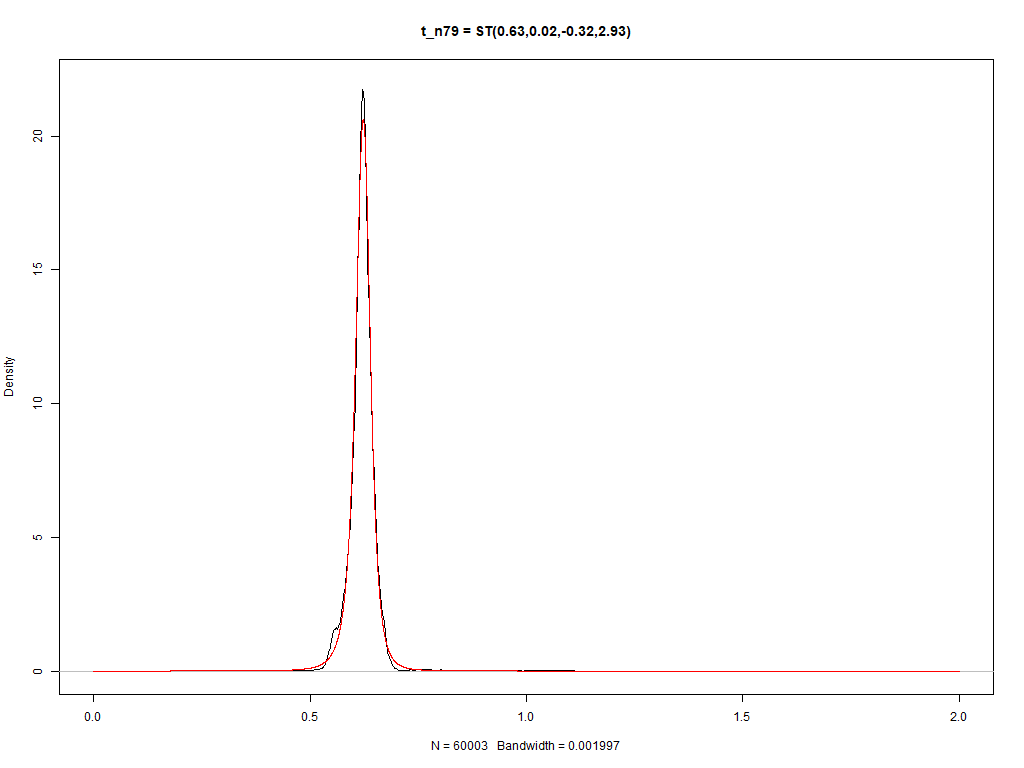 t_n79 = ST(0.63,0.02,-0.32,2.93)
Density
20
15
10
5
0
0.0 0.5 1.0 1.5 2.0
N = 60003 Bandwidth = 0.001997